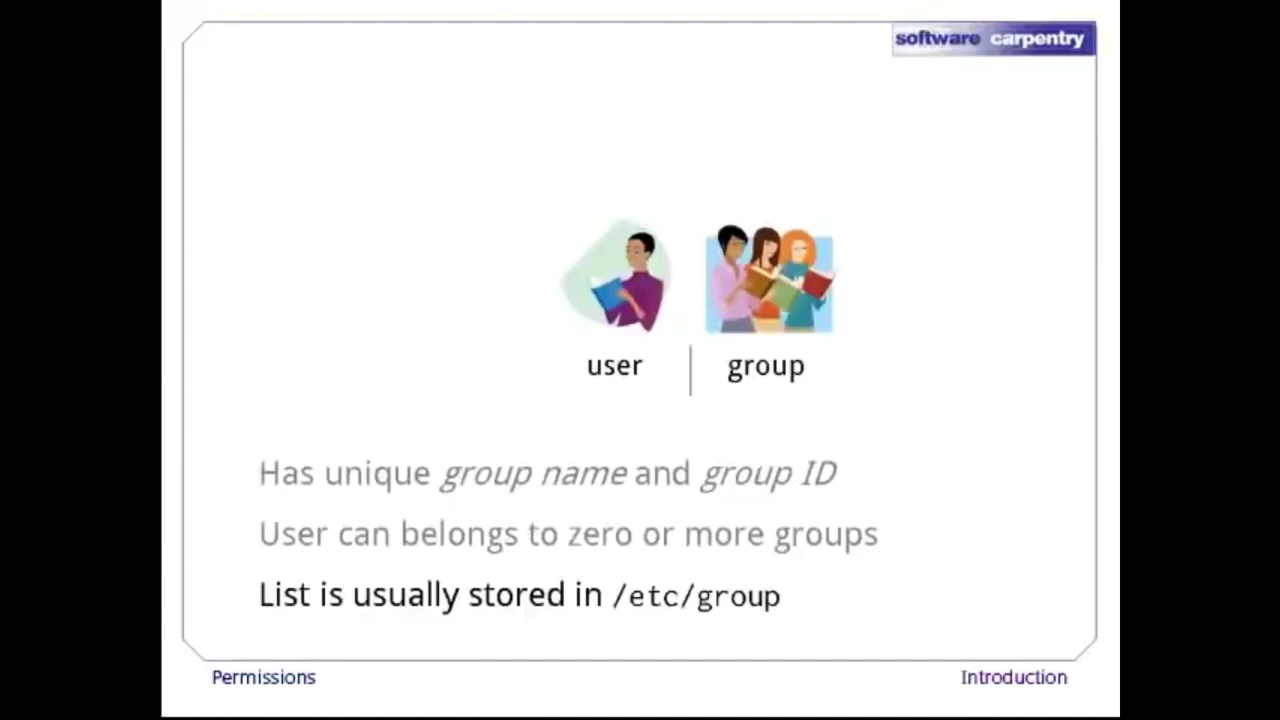 software carpentry
user
group
Has unique group name and group ID
User can belongs to zero or more groups
List is usually stored in /etc/group
Permissions
Introduction